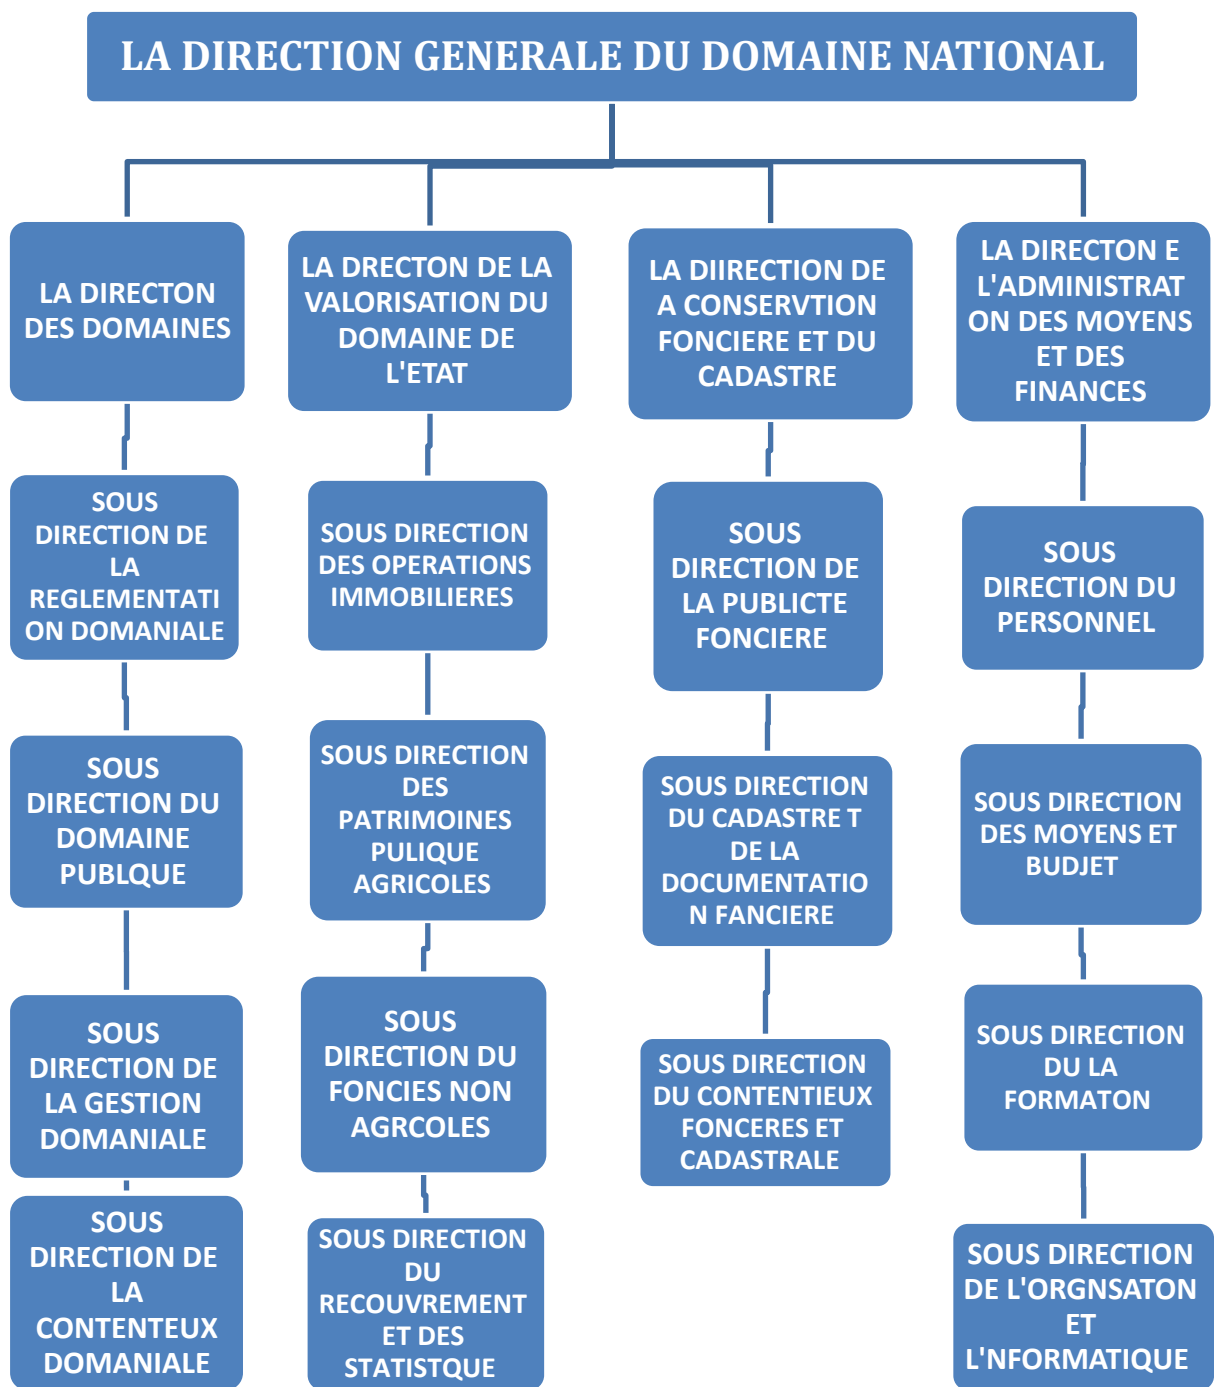 LA DIRECTION GENERALE DU DOMAINE NATIONAL
LA DIRECTON
DES DOMAINES
SOUS
DIRECTION DE
LA
REGLEMENTATI
ON DOMANIALE
SOUS
DIRECTION DU
DOMAINE
PUBLQUE
SOUS
DIRECTION DE
LA GESTION
DOMANIALE
SOUS
DIRECTION DE
LA
CONTENTEUX
DOMANIALE
LA DRECTON DE LA
VALORISATION DU
DOMAINE DE
L'ETAT
SOUS DIRECTION
DES OPERATIONS
IMMOBILIERES
SOUS DIRECTION
DES
PATRIMOINES
PULIQUE
AGRICOLES
SOUS
DIRECTION DU
FONCIES NON
AGRCOLES
SOUS DIRECTION
DU
RECOUVREMENT
ET DES
STATISTQUE
LA DIIRECTION DE
A CONSERVTION
FONCIERE ET DU
CADASTRE
SOUS
DIRECTION DE
LA PUBLICTE
FONCIERE
SOUS DIRECTION
DU CADASTRE T
DE LA
DOCUMENTATIO
N FANCIERE
SOUS DIRECTION
DU CONTENTIEUX
FONCERES ET
CADASTRALE
LA DIRECTON E
L'ADMINISTRAT
ON DES MOYENS
ET DES
FINANCES
SOUS
DIRECTION DU
PERSONNEL
SOUS DIRECTION
DES MOYENS ET
BUDJET
SOUS DIRECTION
DU LA
FORMATON
SOUS DIRECTION
DE L'ORGNSATON
ET
L'NFORMATIQUE